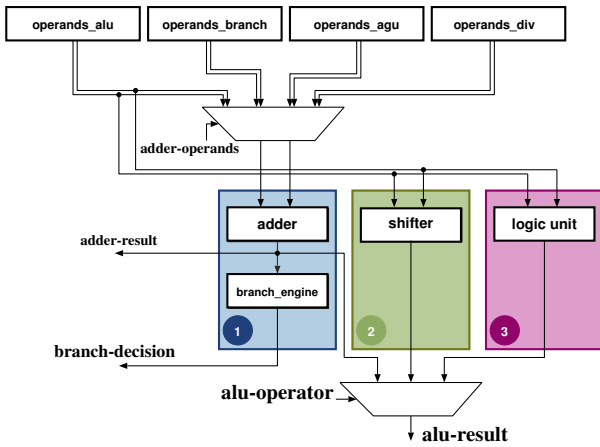 operands_alu
operands_branch
operands_agu
operands_div
adder-operands
adder
shifter
logic unit
adder-result
branch_engine
1
2
3
branch-decision
alu-operator
alu-result